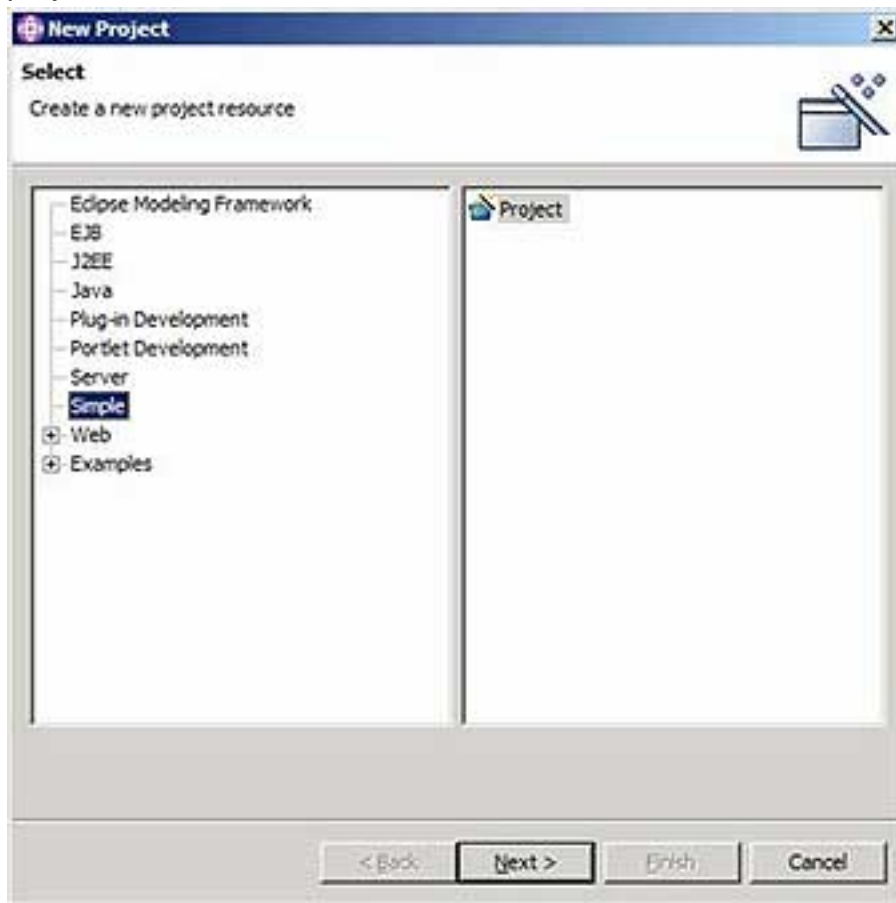 New Project
Select
Create a new project resource
Eclipse Modeling Framework
EJB
J2EE
Java
Plug-in Development
Portlet Development
Server
Simple
Web
Examples
Project
< Back
Next >
Finish
Cancel